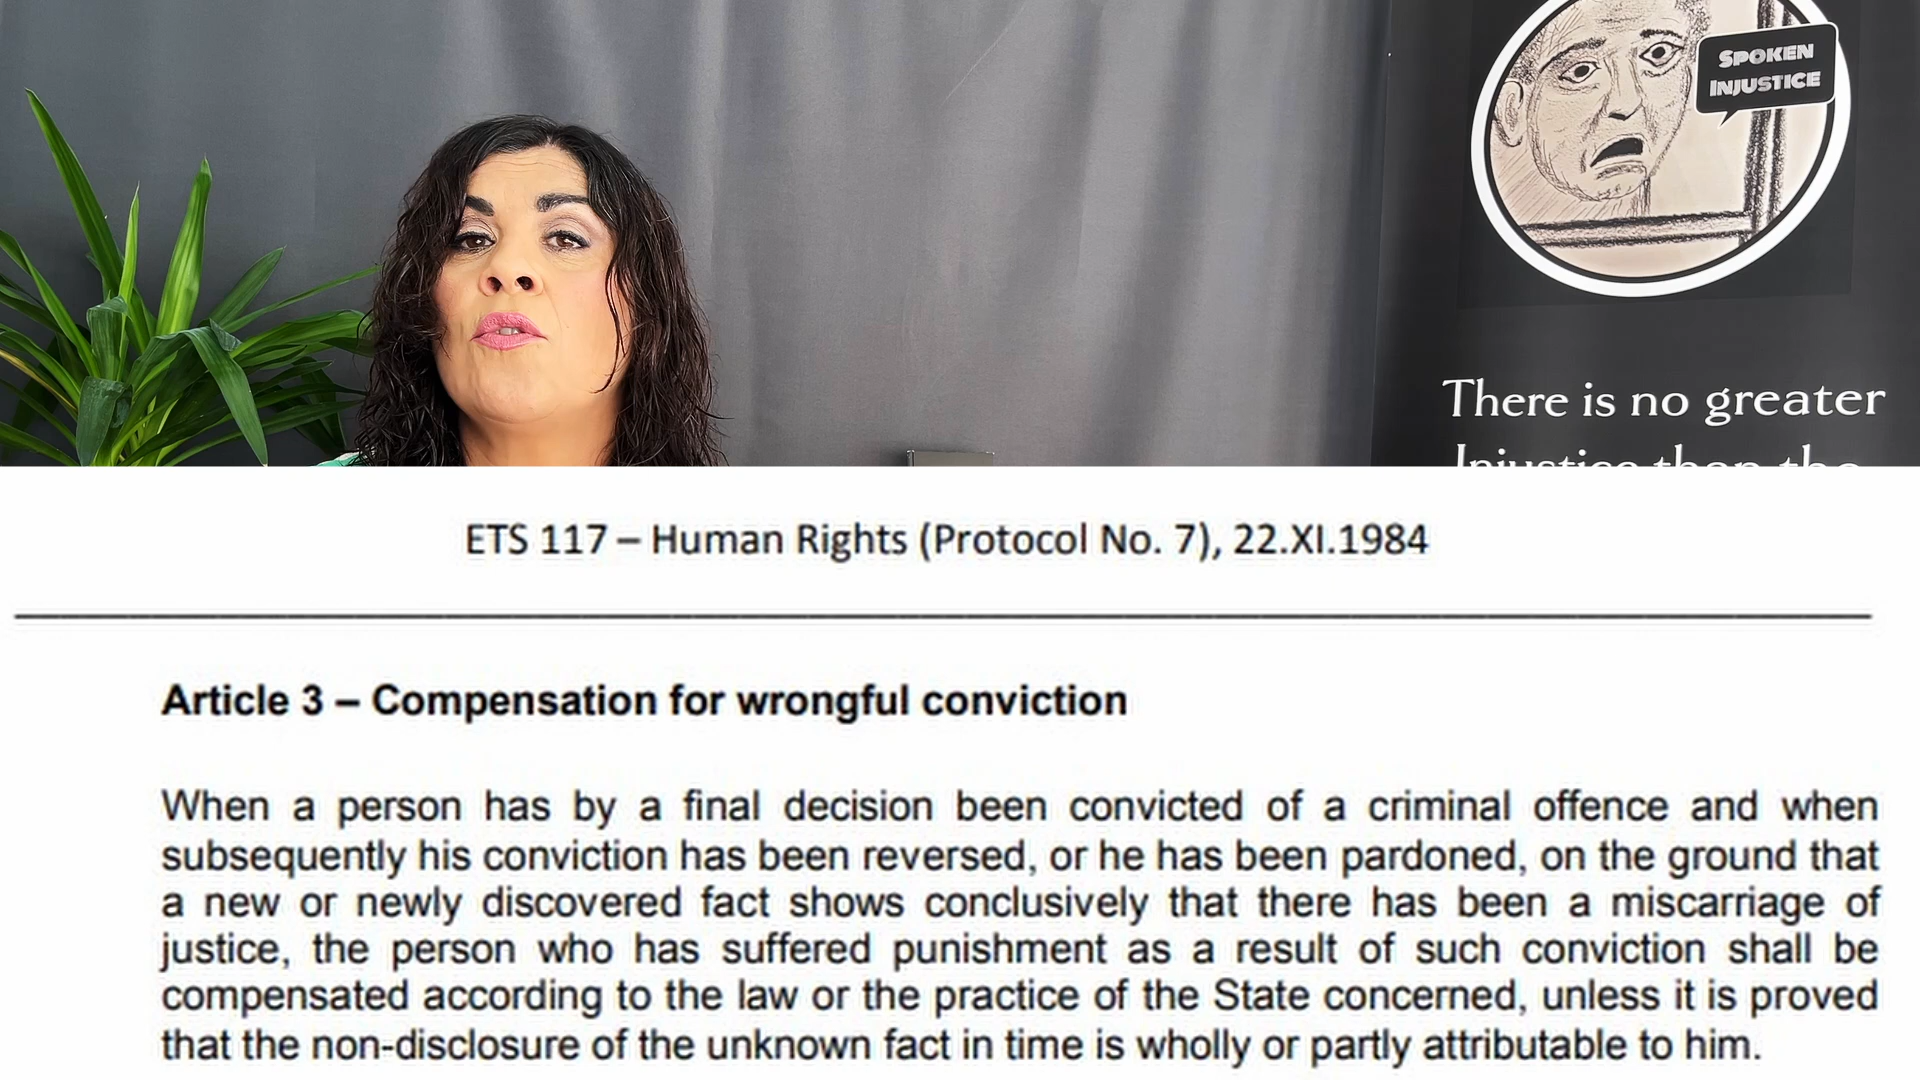 SPOKEN
INJUSTICE
There is no greater
Injustice than the
ETS 117 – Human Rights (Protocol No. 7), 22.XI.1984
Article 3 – Compensation for wrongful conviction
When a person has by a final decision been convicted of a criminal offence and when
subsequently his conviction has been reversed, or he has been pardoned, on the ground that
a new or newly discovered fact shows conclusively that there has been a miscarriage of
justice, the person who has suffered punishment as a result of such conviction shall be
compensated according to the law or the practice of the State concerned, unless it is proved
that the non-disclosure of the unknown fact in time is wholly or partly attributable to him.